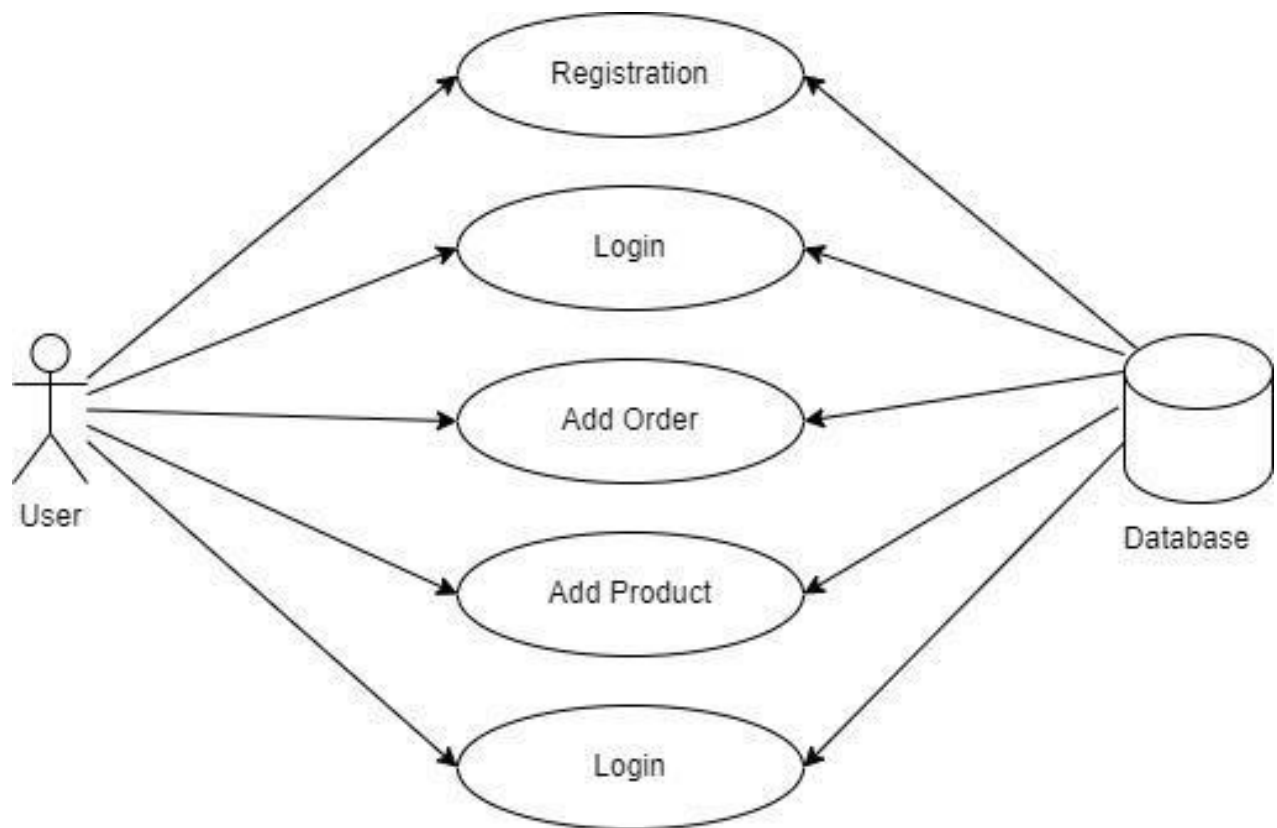 Registration
Login
Add Order
User
Database
Add Product
Login